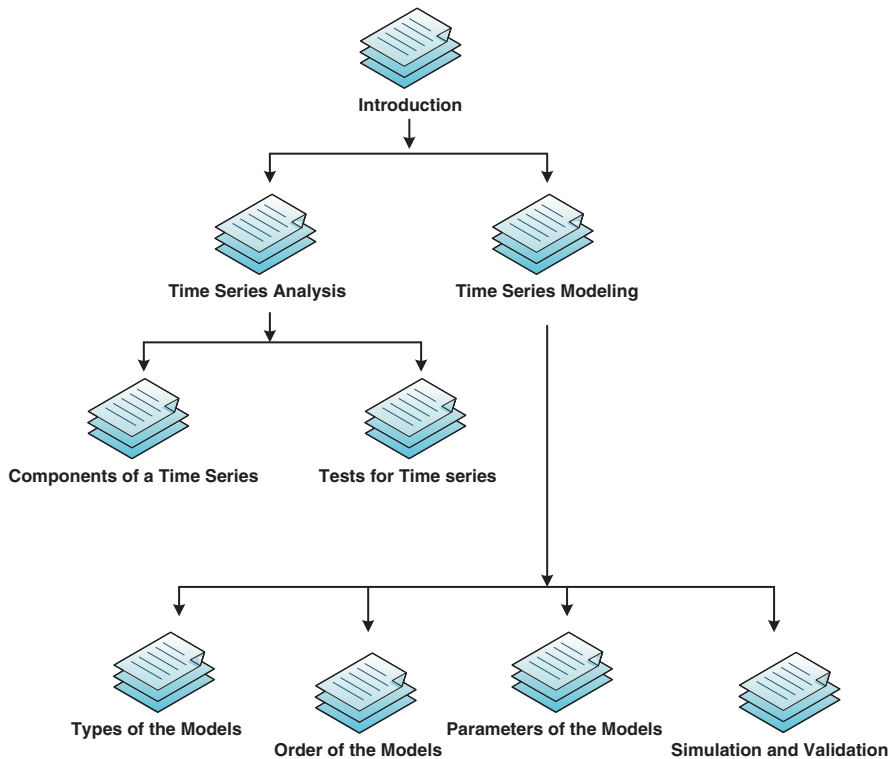 Introduction
Time Series Analysis
Time Series Modeling
Components of a Time Series
Tests for Time series
Types of the Models
Order of the Models
Parameters of the Models
Simulation and Validation